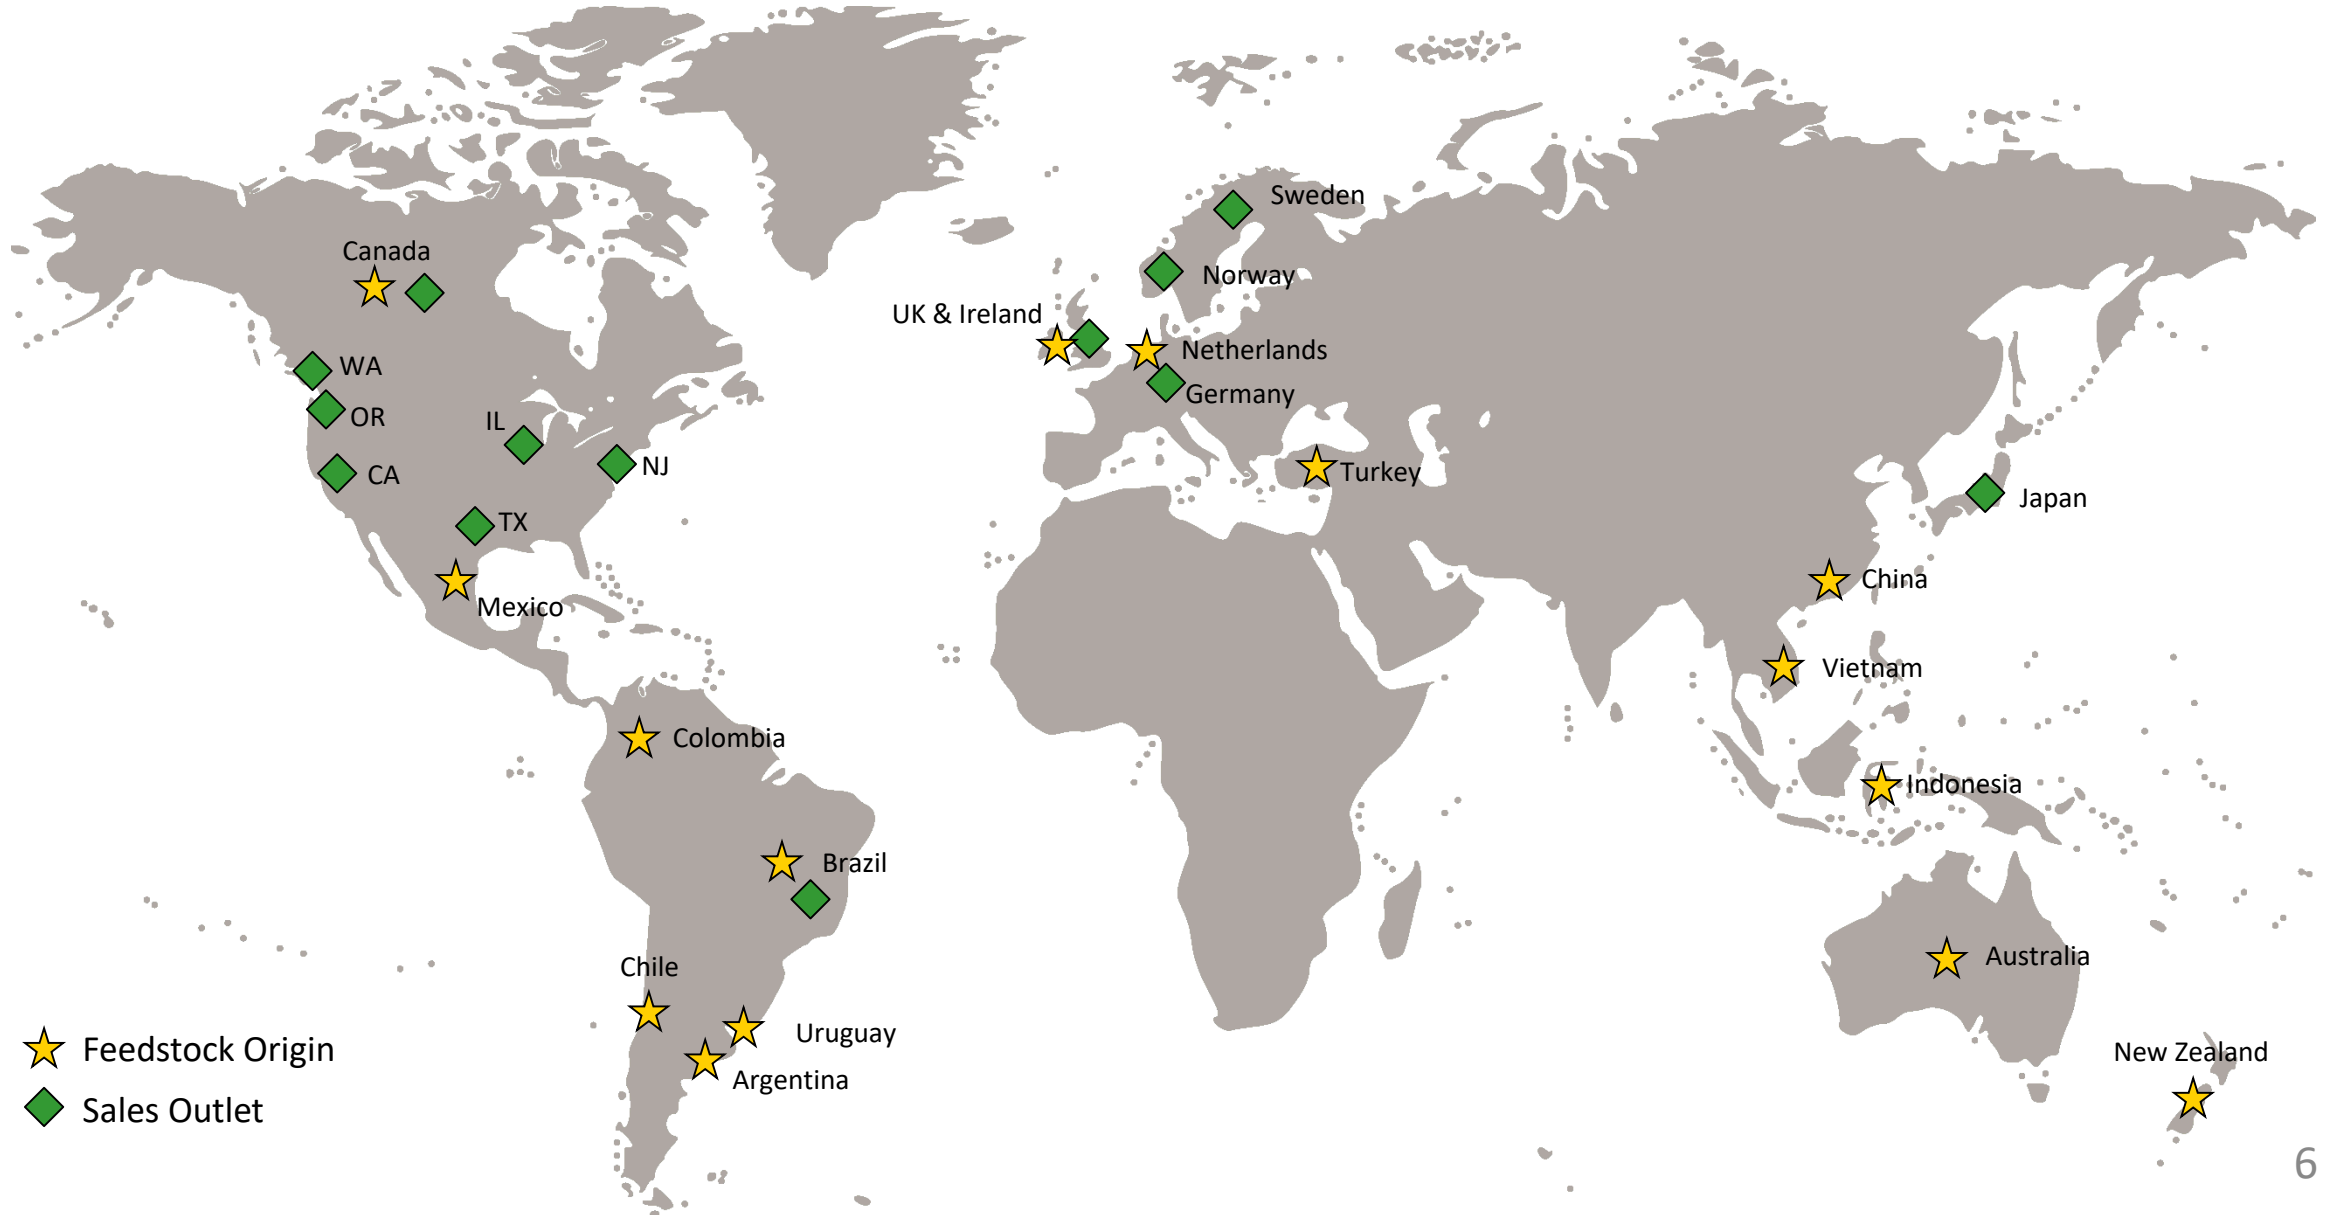 Sweden
Canada
Norway
UK & Ireland
Netherlands
WA
Germany
OR
IL
NJ
CA
Turkey
Japan
TX
China
Mexico
Vietnam
Colombia
Indonesia
Brazil
Australia
Chile
Uruguay
Feedstock Origin
New Zealand
Argentina
Sales Outlet
6